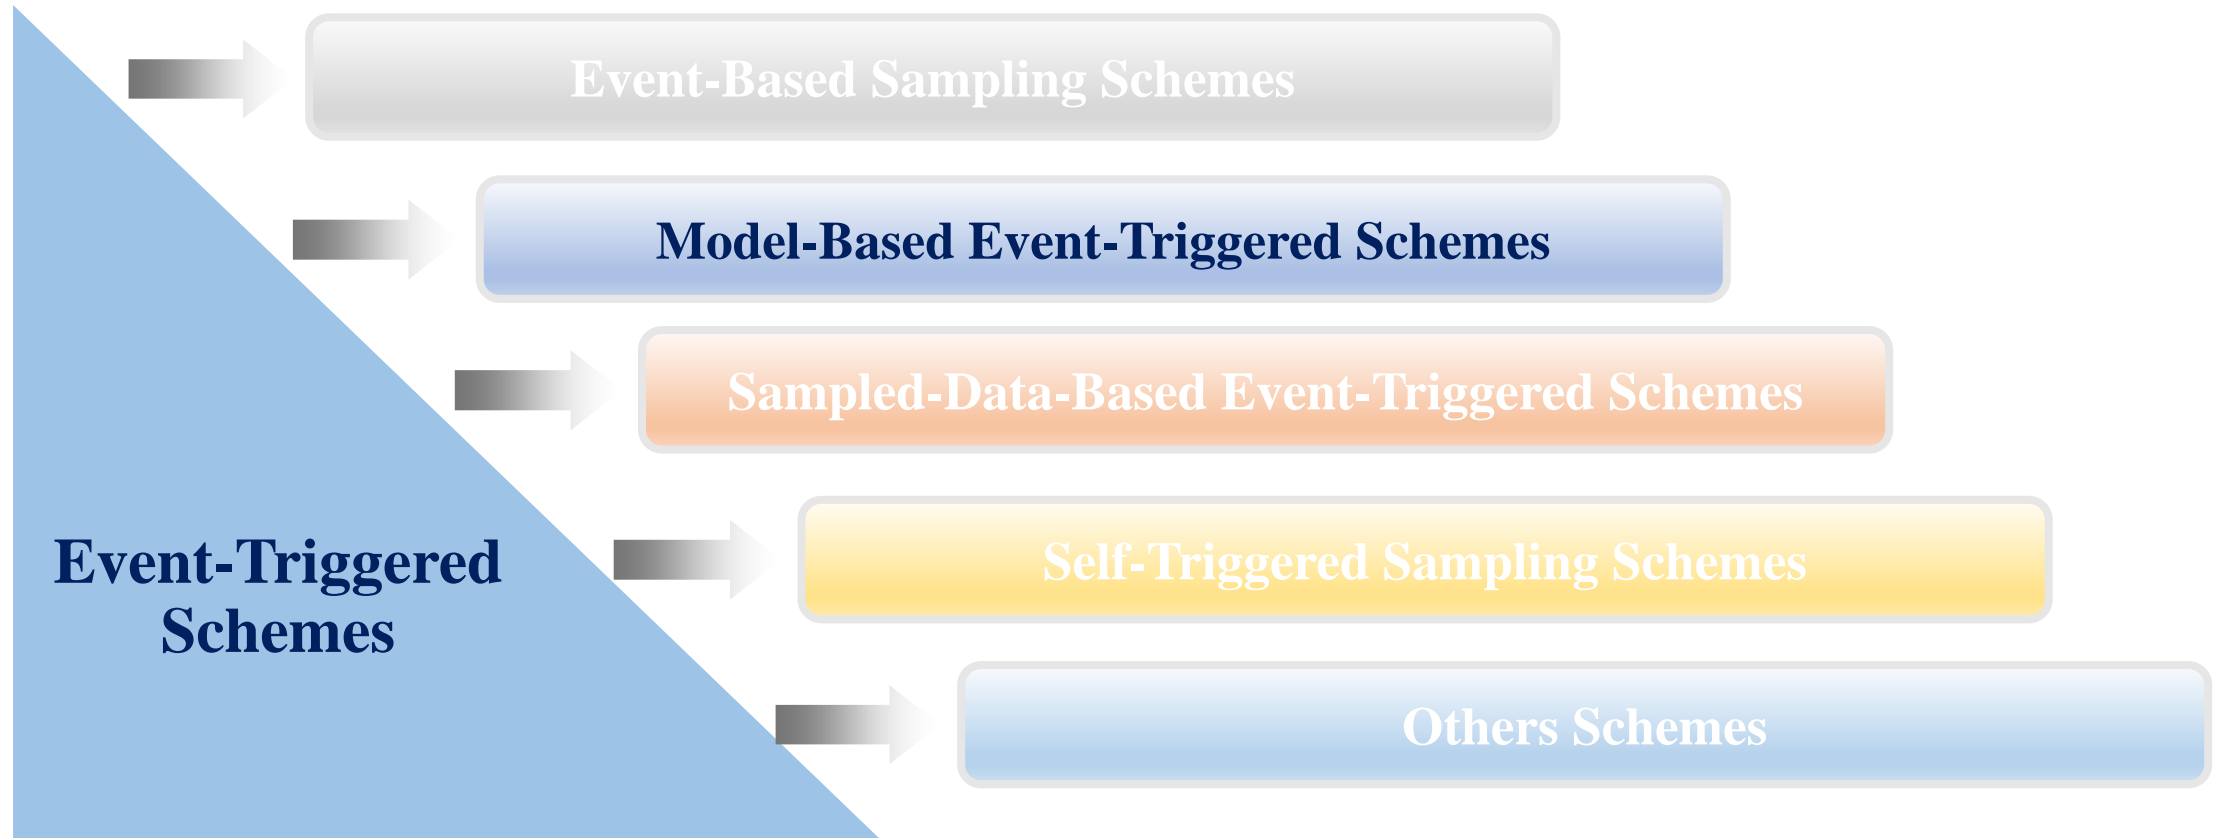 Event-Based Sampling Schemes
Model-Based Event-Triggered Schemes
Sampled-Data-Based Event-Triggered Schemes
Self-Triggered Sampling Schemes
Others Schemes
Event-Triggered
Schemes